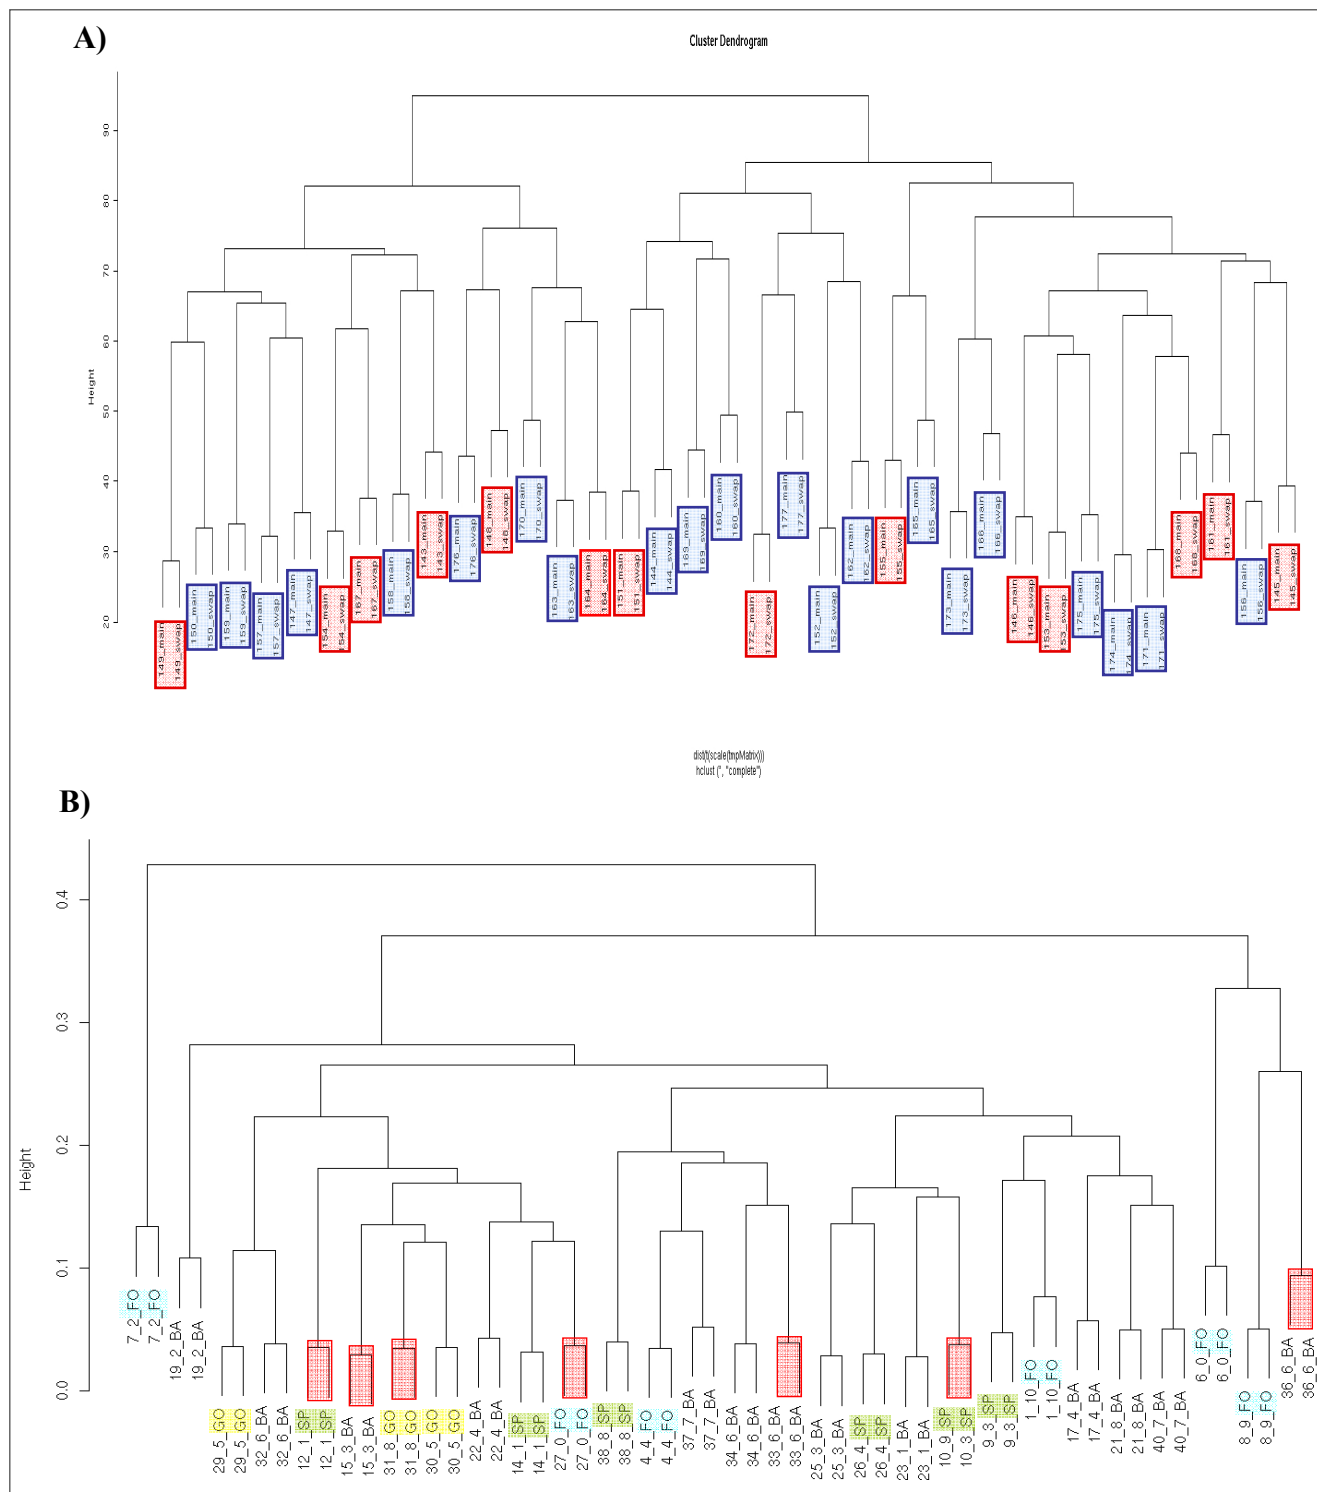 A)
Cluster Dendrogram
Height
90
80
70
60
50
40
30
20
149_main
149_swap
150_main
150_swap
159_main
159_swap
157_main
157_swap
147_main
147_swap
154_main
154_swap
167_main
167_swap
158_main
158_swap
143_main
143_swap
176_main
176_swap
148_main
148_swap
170_main
170_swap
163_main
163_swap
164_main
164_swap
151_main
151_swap
144_main
144_swap
169_main
169_swap
160_main
160_swap
172_main
172_swap
177_main
177_swap
152_main
152_swap
162_main
162_swap
155_main
155_swap
165_main
165_swap
173_main
173_swap
166_main
166_swap
146_main
146_swap
153_main
153_swap
175_main
175_swap
174_main
174_swap
171_main
171_swap
168_main
168_swap
161_main
161_swap
156_main
156_swap
145_main
145_swap
dist(t(scale(tmpMatrix)))
hclust (*, "complete")
B)
Height
0.4
0.3
0.2
0.1
0.0
7_2_FO
7_2_FO
19_2_BA
19_2_BA
29_5_GO
29_5_GO
32_6_BA
32_6_BA
12_1_SP
12_1_SP
15_3_BA
15_3_BA
31_8_GO
31_8_GO
30_5_GO
30_5_GO
22_4_BA
22_4_BA
14_1_SP
14_1_SP
27_0_FO
27_0_FO
38_8_SP
38_8_SP
4_4_FO
4_4_FO
37_7_BA
37_7_BA
34_6_BA
34_6_BA
33_6_BA
33_6_BA
25_3_BA
25_3_BA
26_4_SP
26_4_SP
23_1_BA
23_1_BA
10_9_SP
10_3_SP
9_3_SP
9_3_SP
1_10_FO
1_10_FO
17_4_BA
17_4_BA
21_8_BA
21_8_BA
40_7_BA
40_7_BA
6_0_FO
6_0_FO
8_9_FO
8_9_FO
36_6_BA
36_6_BA